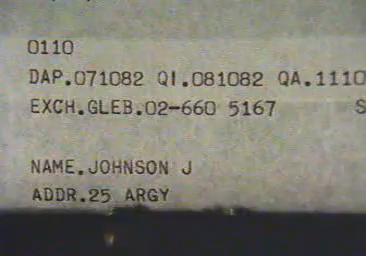 0110
DAP.071082 QI.081082 QA.1110
EXCH.GLEB.02-660 5167 S
NAME.JOHNSON J
ADDR.25 ARGY